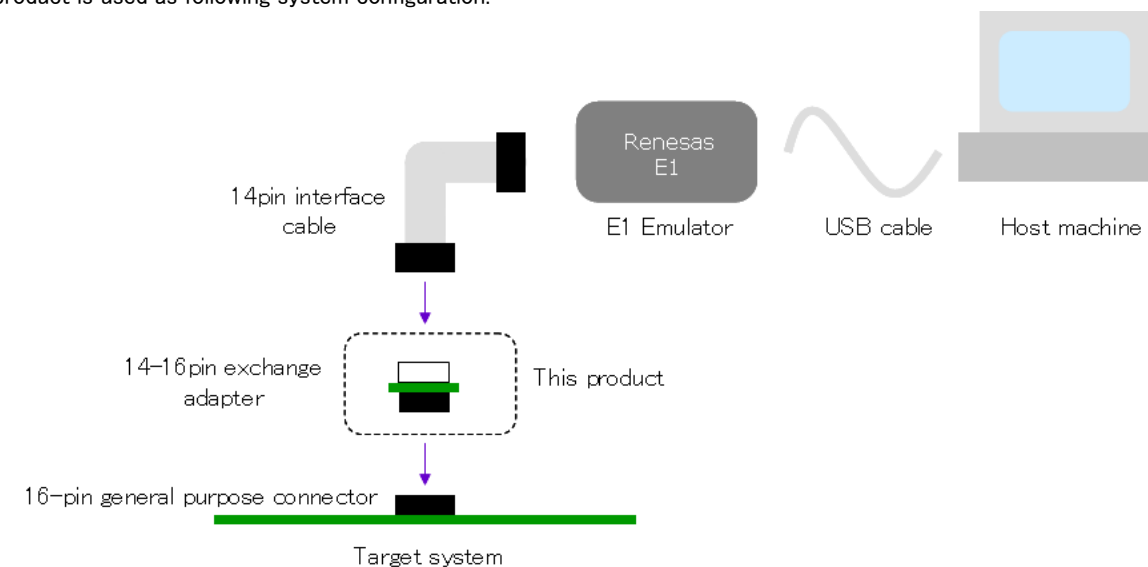 product is used as following system configuration.
Renesas
E1
14pin interface
cable
E1 Emulator
USB cable
Host machine
14-16pin exchange
adapter
This product
16-pin general purpose connector
Target system